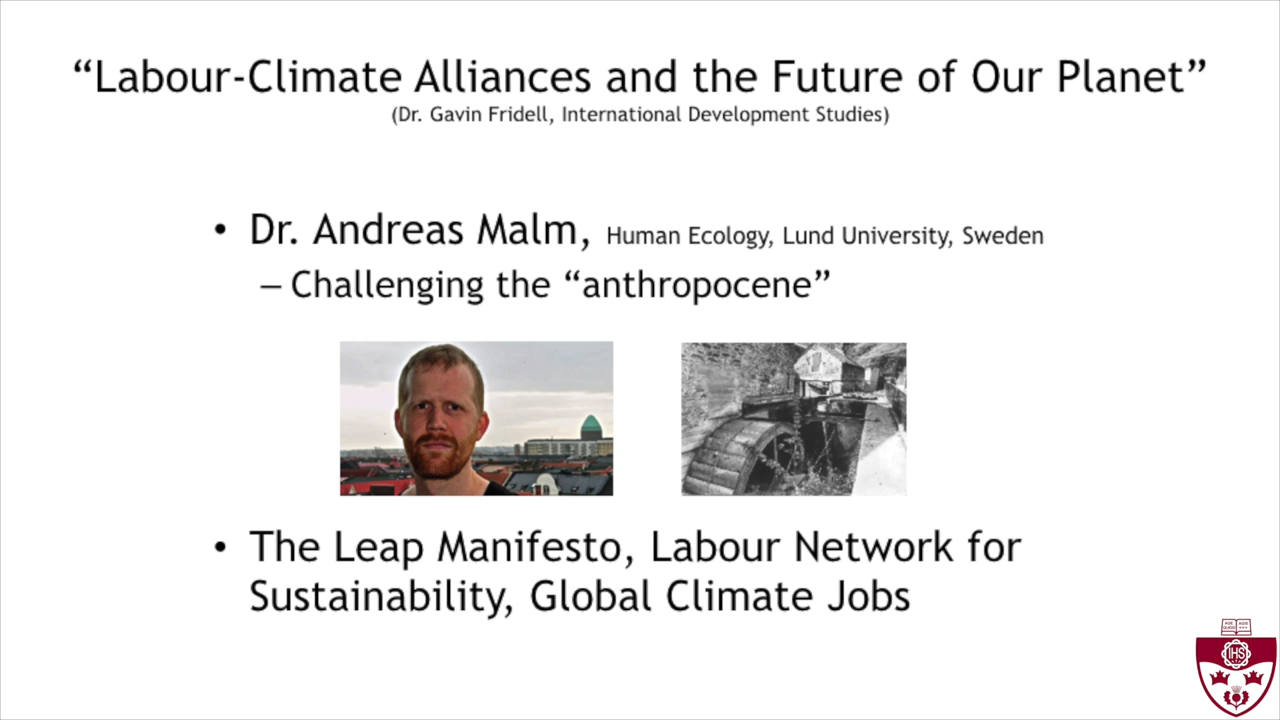 “Labour-Climate Alliances and the Future of Our Planet”
(Dr. Gavin Fridell, International Development Studies)
• Dr. Andreas Malm, Human Ecology, Lund University, Sweden
– Challenging the “anthropocene”
• The Leap Manifesto, Labour Network for
Sustainability, Global Climate Jobs
IHS